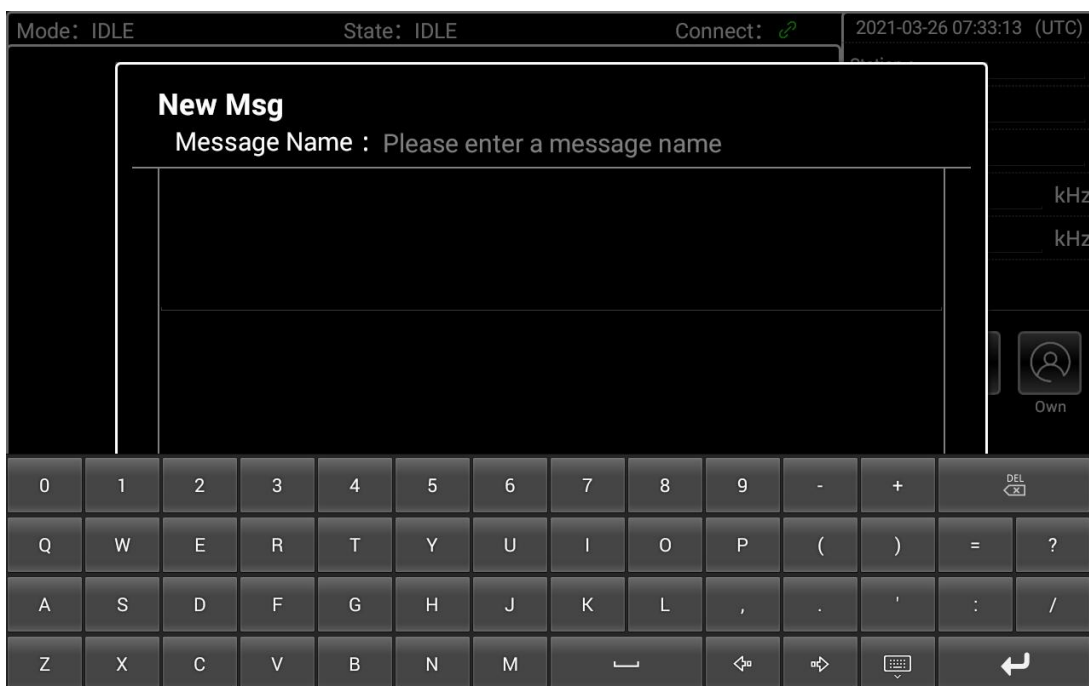 Mode: IDLE State: IDLE Connect: 2021-03-26 07:33:13 (UTC)
New Msg
Message Name : Please enter a message name
kHz
kHz
Own
0 1 2 3 4 5 6 7 8 9 - + DEL
Q W E R T Y U I O P ( ) = ?
A S D F G H J K L , . ' : /
Z X C V B N M